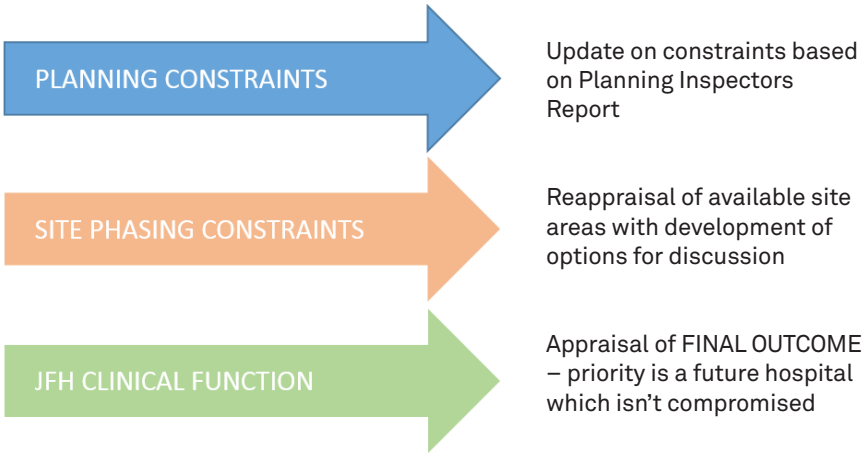 PLANNING CONSTRAINTS
Update on constraints based
on Planning Inspectors
Report
SITE PHASING CONSTRAINTS
Reappraisal of available site
areas with development of
options for discussion
JFH CLINICAL FUNCTION
Appraisal of FINAL OUTCOME
– priority is a future hospital
which isn’t compromised